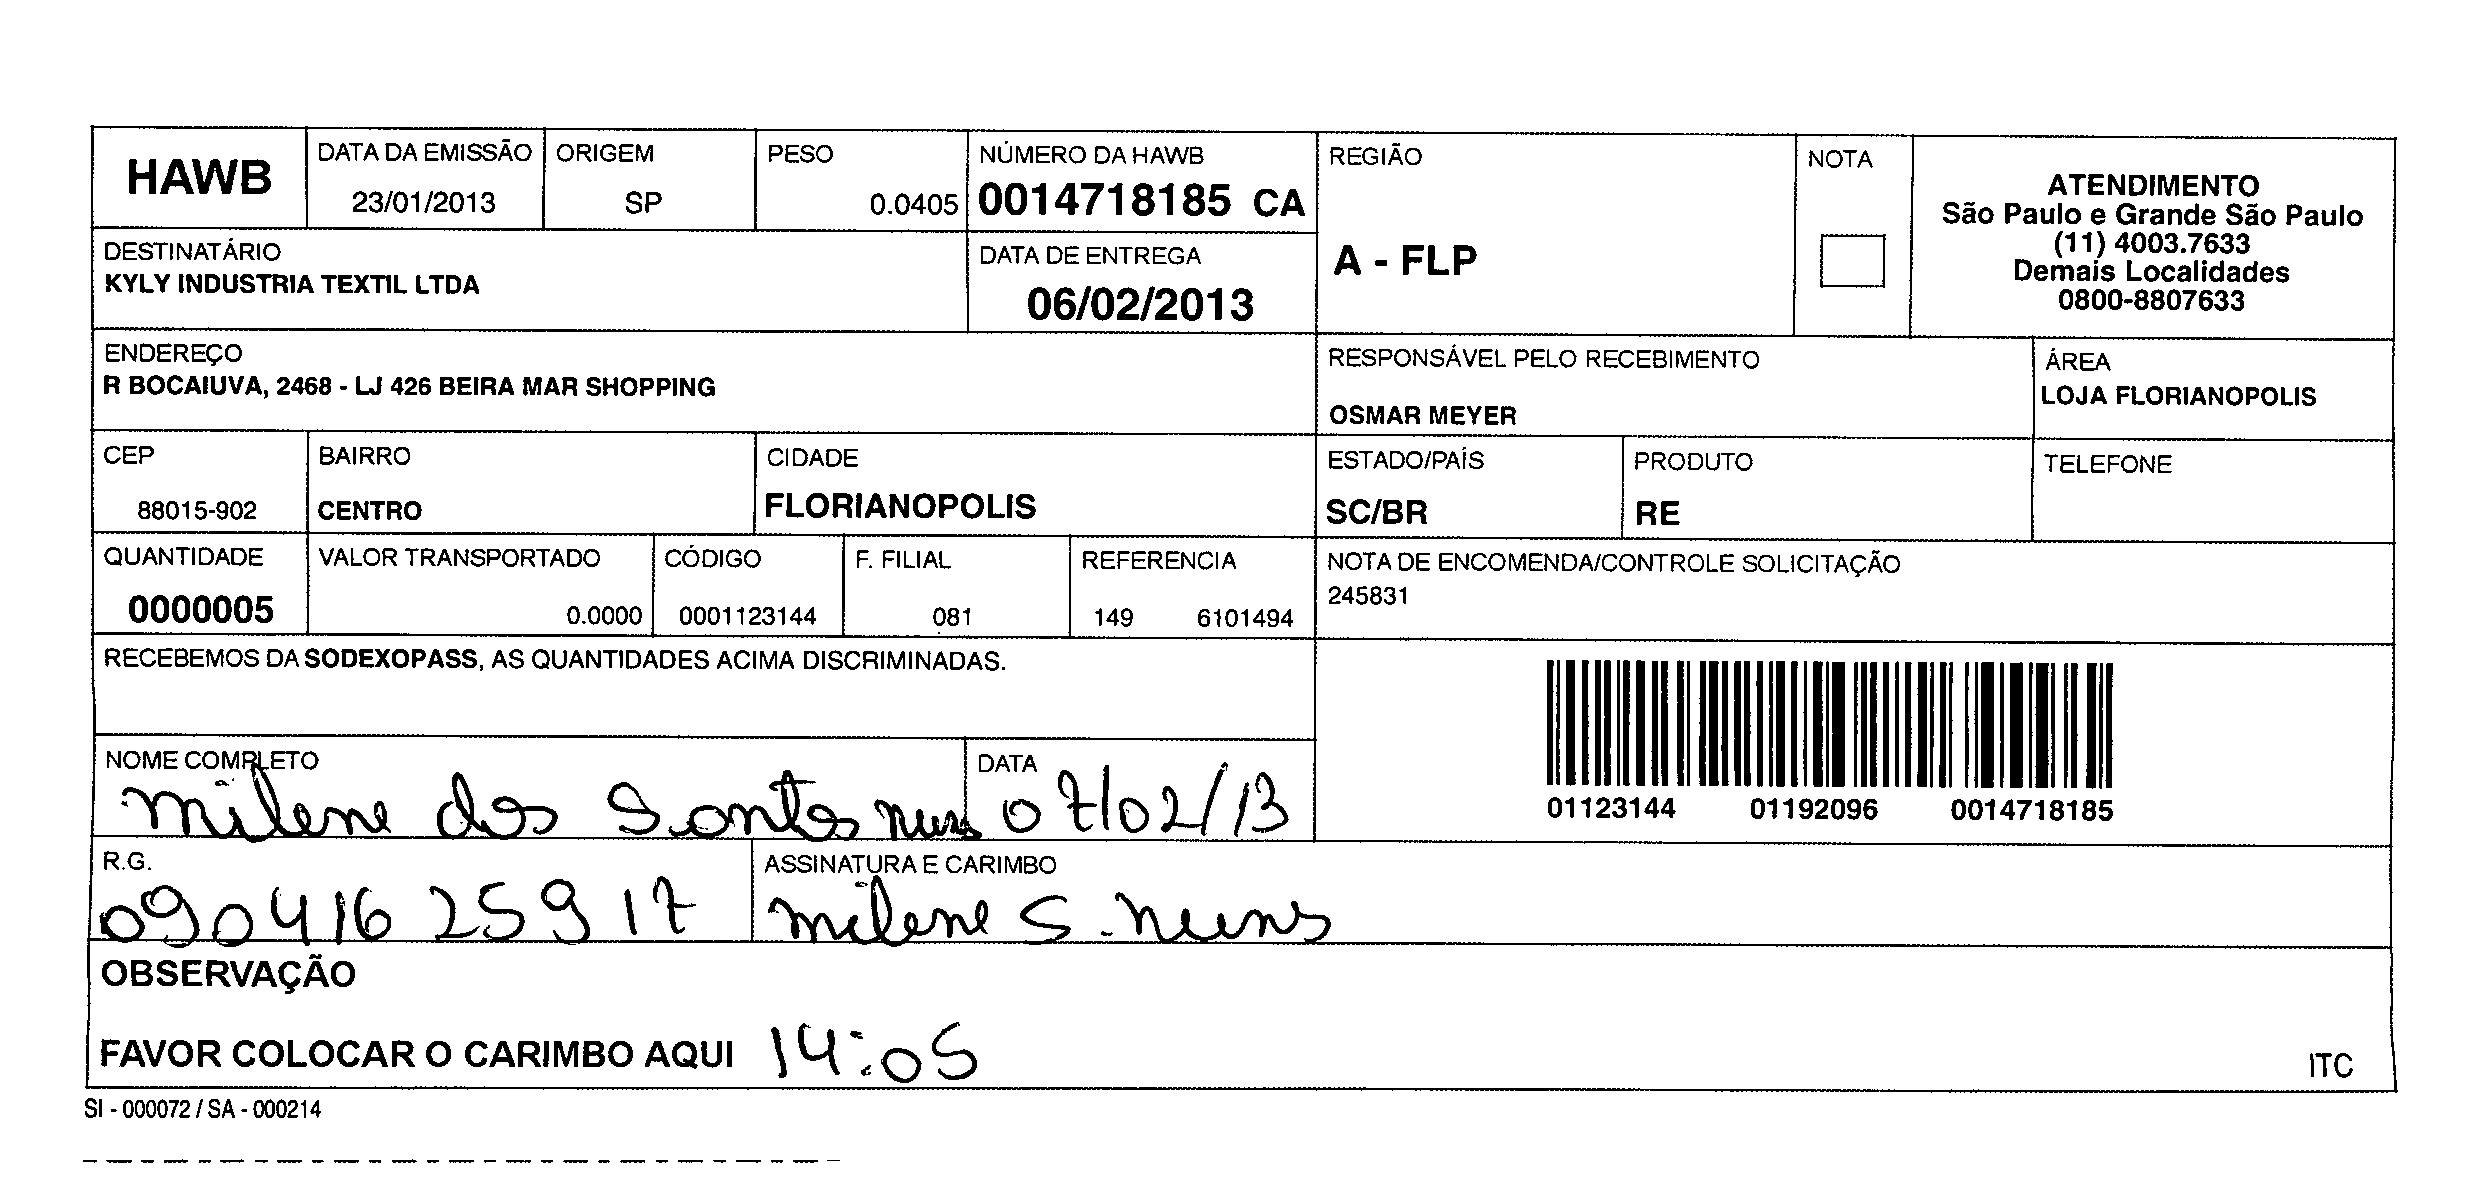 HAWB
DATA DA EMISSÃO
23/01/2013
ORIGEM
SP
PESO
0.0405
NÚMERO DA HAWB
0014718185 CA
REGIÃO
A - FLP
NOTA
ATENDIMENTO
São Paulo e Grande São Paulo
(11) 4003.7633
Demais Localidades
0800-8807633
DESTINATÁRIO
KYLY INDUSTRIA TEXTIL LTDA
DATA DE ENTREGA
06/02/2013
ENDEREÇO
R BOCAIUVA, 2468 - LJ 426 BEIRA MAR SHOPPING
RESPONSÁVEL PELO RECEBIMENTO
OSMAR MEYER
ÁREA
LOJA FLORIANOPOLIS
CEP
88015-902
BAIRRO
CENTRO
CIDADE
FLORIANOPOLIS
ESTADO/PAÍS
SC/BR
PRODUTO
RE
TELEFONE
QUANTIDADE
0000005
VALOR TRANSPORTADO
0.0000
CÓDIGO
0001123144
F. FILIAL
081
REFERENCIA
149 6101494
NOTA DE ENCOMENDA/CONTROLE SOLICITAÇÃO
245831
RECEBEMOS DA SODEXOPASS, AS QUANTIDADES ACIMA DISCRIMINADAS.
01123144 01192096 0014718185
NOME COMPLETO
milene dos Santos
DATA
07/02/13
R.G.
09041625917
ASSINATURA E CARIMBO
milene S.
OBSERVAÇÃO
FAVOR COLOCAR O CARIMBO AQUI 14:05
ITC
SI - 000072 / SA - 000214